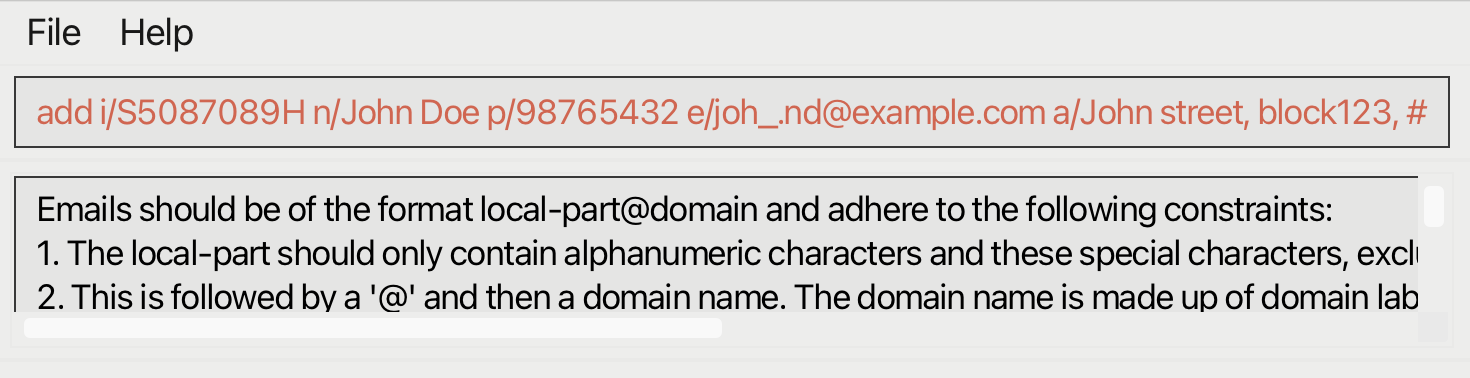 File Help
add i/S5087089H n/John Doe p/98765432 e/joh_.nd@example.com a/John street, block123, #
Emails should be of the format local-part@domain and adhere to the following constraints:
1. The local-part should only contain alphanumeric characters and these special characters,
2. This is followed by a '@' and then a domain name. The domain name is made up of domain